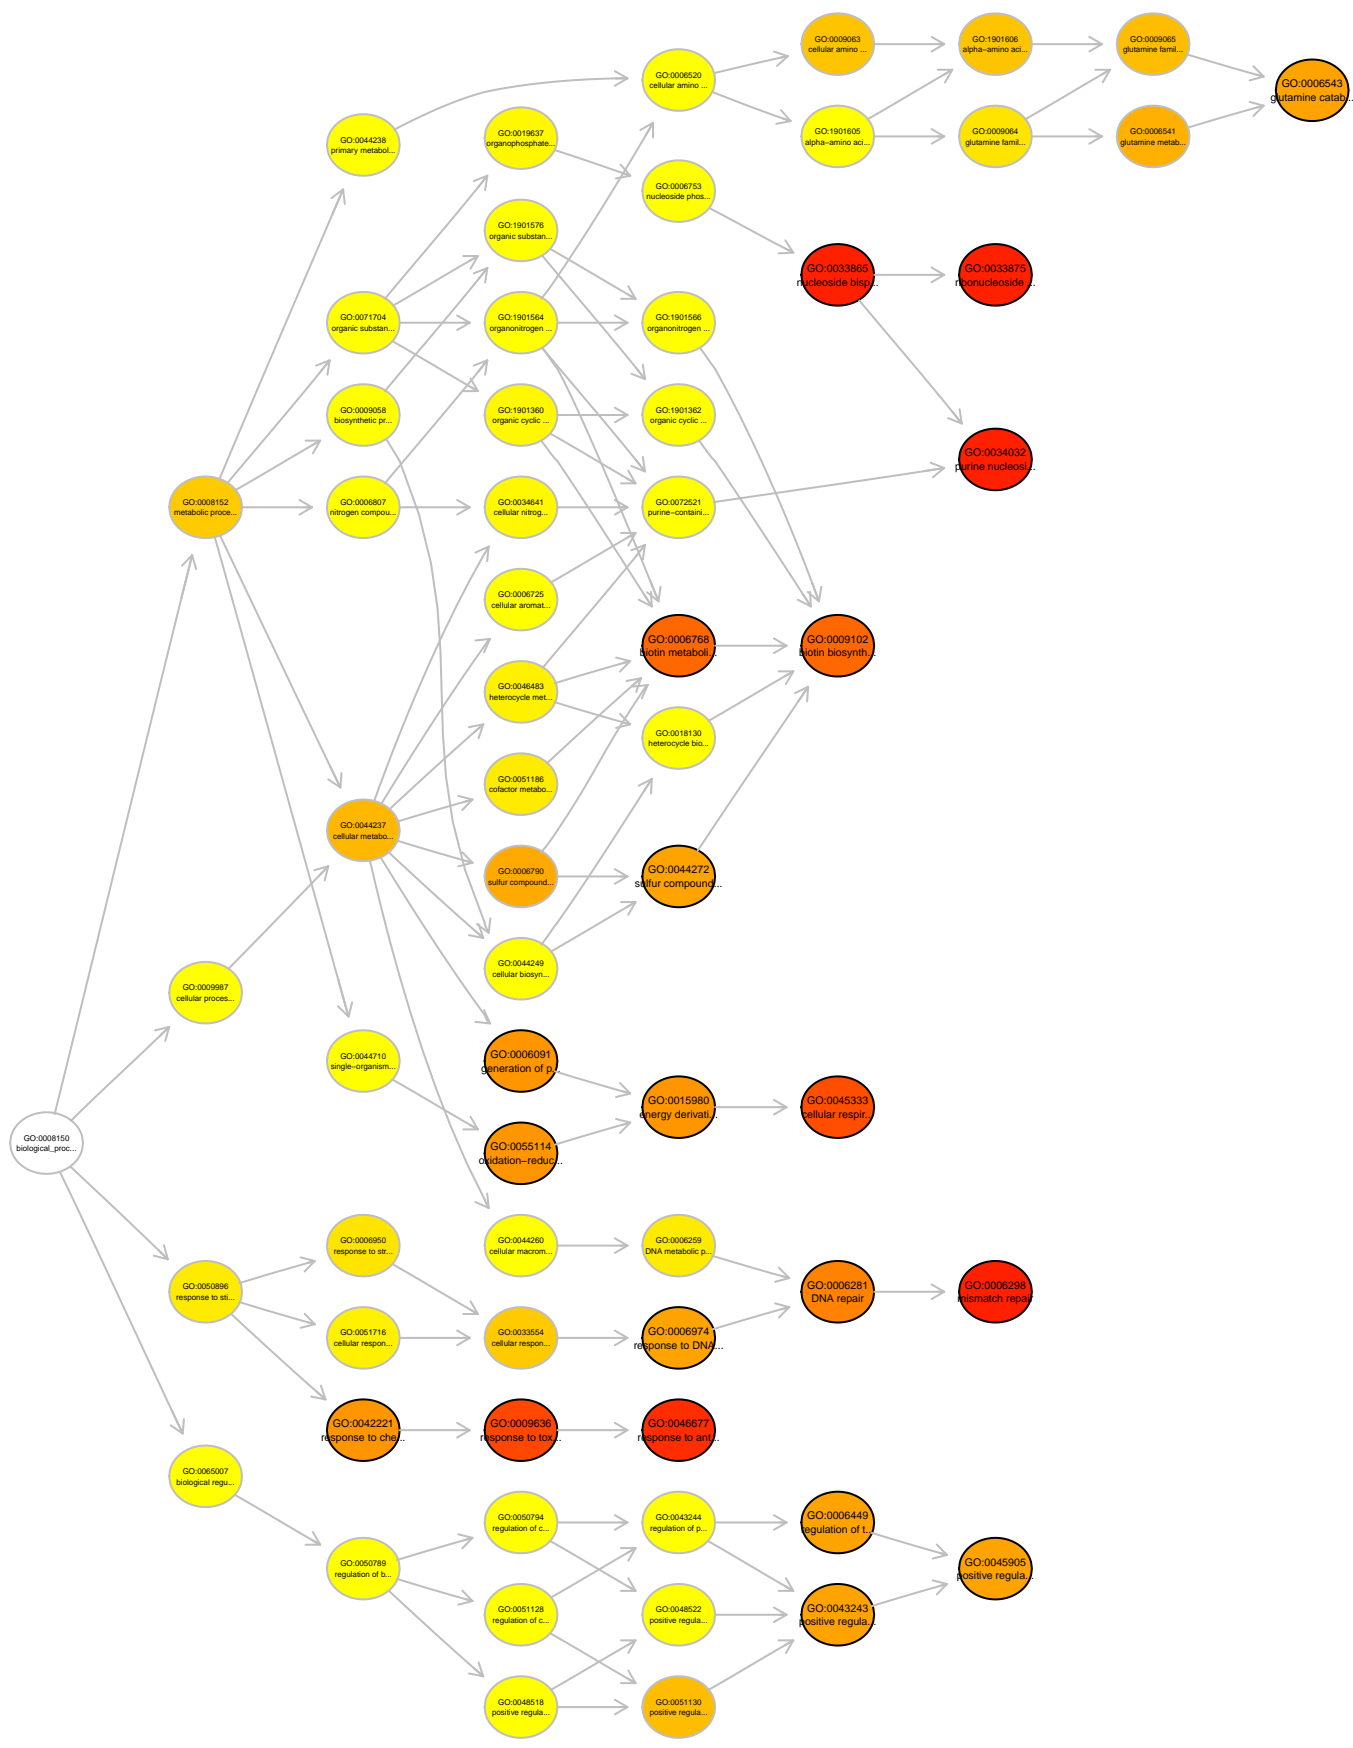 GO:0009063
cellular amino ...
GO:1901606
alpha−amino aci...
GO:0009065
glutamine famil...
GO:0006520
cellular amino ...
GO:0006543
glutamine catab...
GO:0044238
primary metabol...
GO:0019637
organophosphate...
GO:1901605
alpha−amino aci...
GO:0009064
glutamine famil...
GO:0006541
glutamine metab...
GO:0006753
nucleoside phos...
GO:1901576
organic substan...
GO:0033865
nucleoside bisp...
GO:0033875
ribonucleoside ...
GO:0071704
organic substan...
GO:1901564
organonitrogen ...
GO:1901566
organonitrogen ...
GO:0009058
biosynthetic pr...
GO:1901360
organic cyclic ...
GO:1901362
organic cyclic ...
GO:0034032
purine nucleosi...
GO:0008152
metabolic proce...
GO:0006807
nitrogen compou...
GO:0034641
cellular nitrog...
GO:0072521
purine−containi...
GO:0006725
cellular aromat...
GO:0006768
biotin metaboli...
GO:0009102
biotin biosynth...
GO:0046483
heterocycle met...
GO:0018130
heterocycle bio...
GO:0051186
cofactor metabo...
GO:0044237
cellular metabo...
GO:0006790
sulfur compound...
GO:0044272
sulfur compound...
GO:0044249
cellular biosyn...
GO:0009987
cellular proces...
GO:0044710
single−organism...
GO:0006091
generation of p...
GO:0015980
energy derivati...
GO:0045333
cellular respir...
GO:0008150
biological_proc...
GO:0055114
oxidation−reduc...
GO:0006950
response to str...
GO:0044260
cellular macrom...
GO:0006259
DNA metabolic p...
GO:0050896
response to sti...
GO:0006281
DNA repair
GO:0006298
mismatch repair
GO:0051716
cellular respon...
GO:0033554
cellular respon...
GO:0006974
response to DNA...
GO:0042221
response to che...
GO:0009636
response to tox...
GO:0046677
response to ant...
GO:0065007
biological regu...
GO:0050794
regulation of c...
GO:0043244
regulation of p...
GO:0006449
regulation of t...
GO:0050789
regulation of b...
GO:0045905
positive regula...
GO:0051128
regulation of c...
GO:0048522
positive regula...
GO:0043243
positive regula...
GO:0048518
positive regula...
GO:0051130
positive regula...